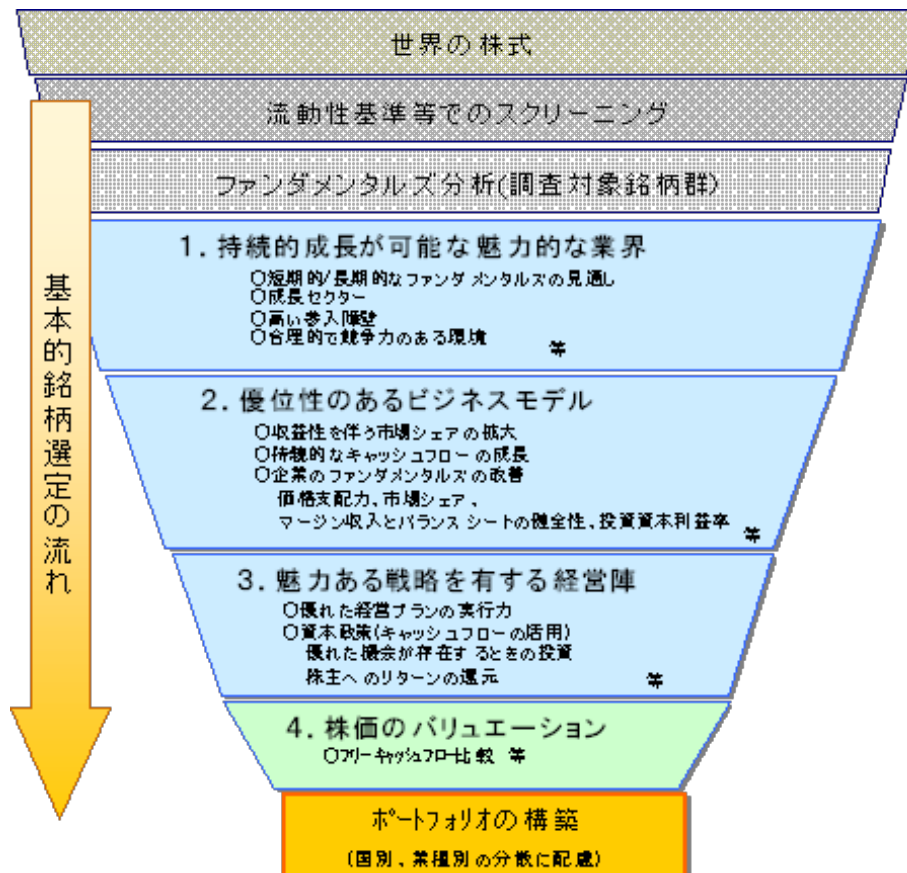 世界の株式
流動性基準等でのスクリーニング
ファンダメンタルズ分析(調査対象銘柄群)
基本的銘柄選定の流れ
1. 持続的成長が可能な魅力的な業界
○短期的/長期的なファンダメンタルズの見通し
○成長セクター
○高い参入障壁
○合理的で競争力のある環境 等
2. 優位性のあるビジネスモデル
○収益性を伴う市場シェアの拡大
○持続的なキャッシュフローの成長
○企業のファンダメンタルズの改善
価格支配力、市場シェア、
マージン収入とバランスシートの健全性、投資資本利益率 等
3. 魅力ある戦略を有する経営陣
○優れた経営プランの実行力
○資本政策(キャッシュフローの活用)
優れた機会が存在するときの投資
株主へのリターンの還元 等
4. 株価のバリュエーション
○フリーキャッシュフロー比較 等
ポートフォリオの構築
(国別、業種別の分散に配慮)